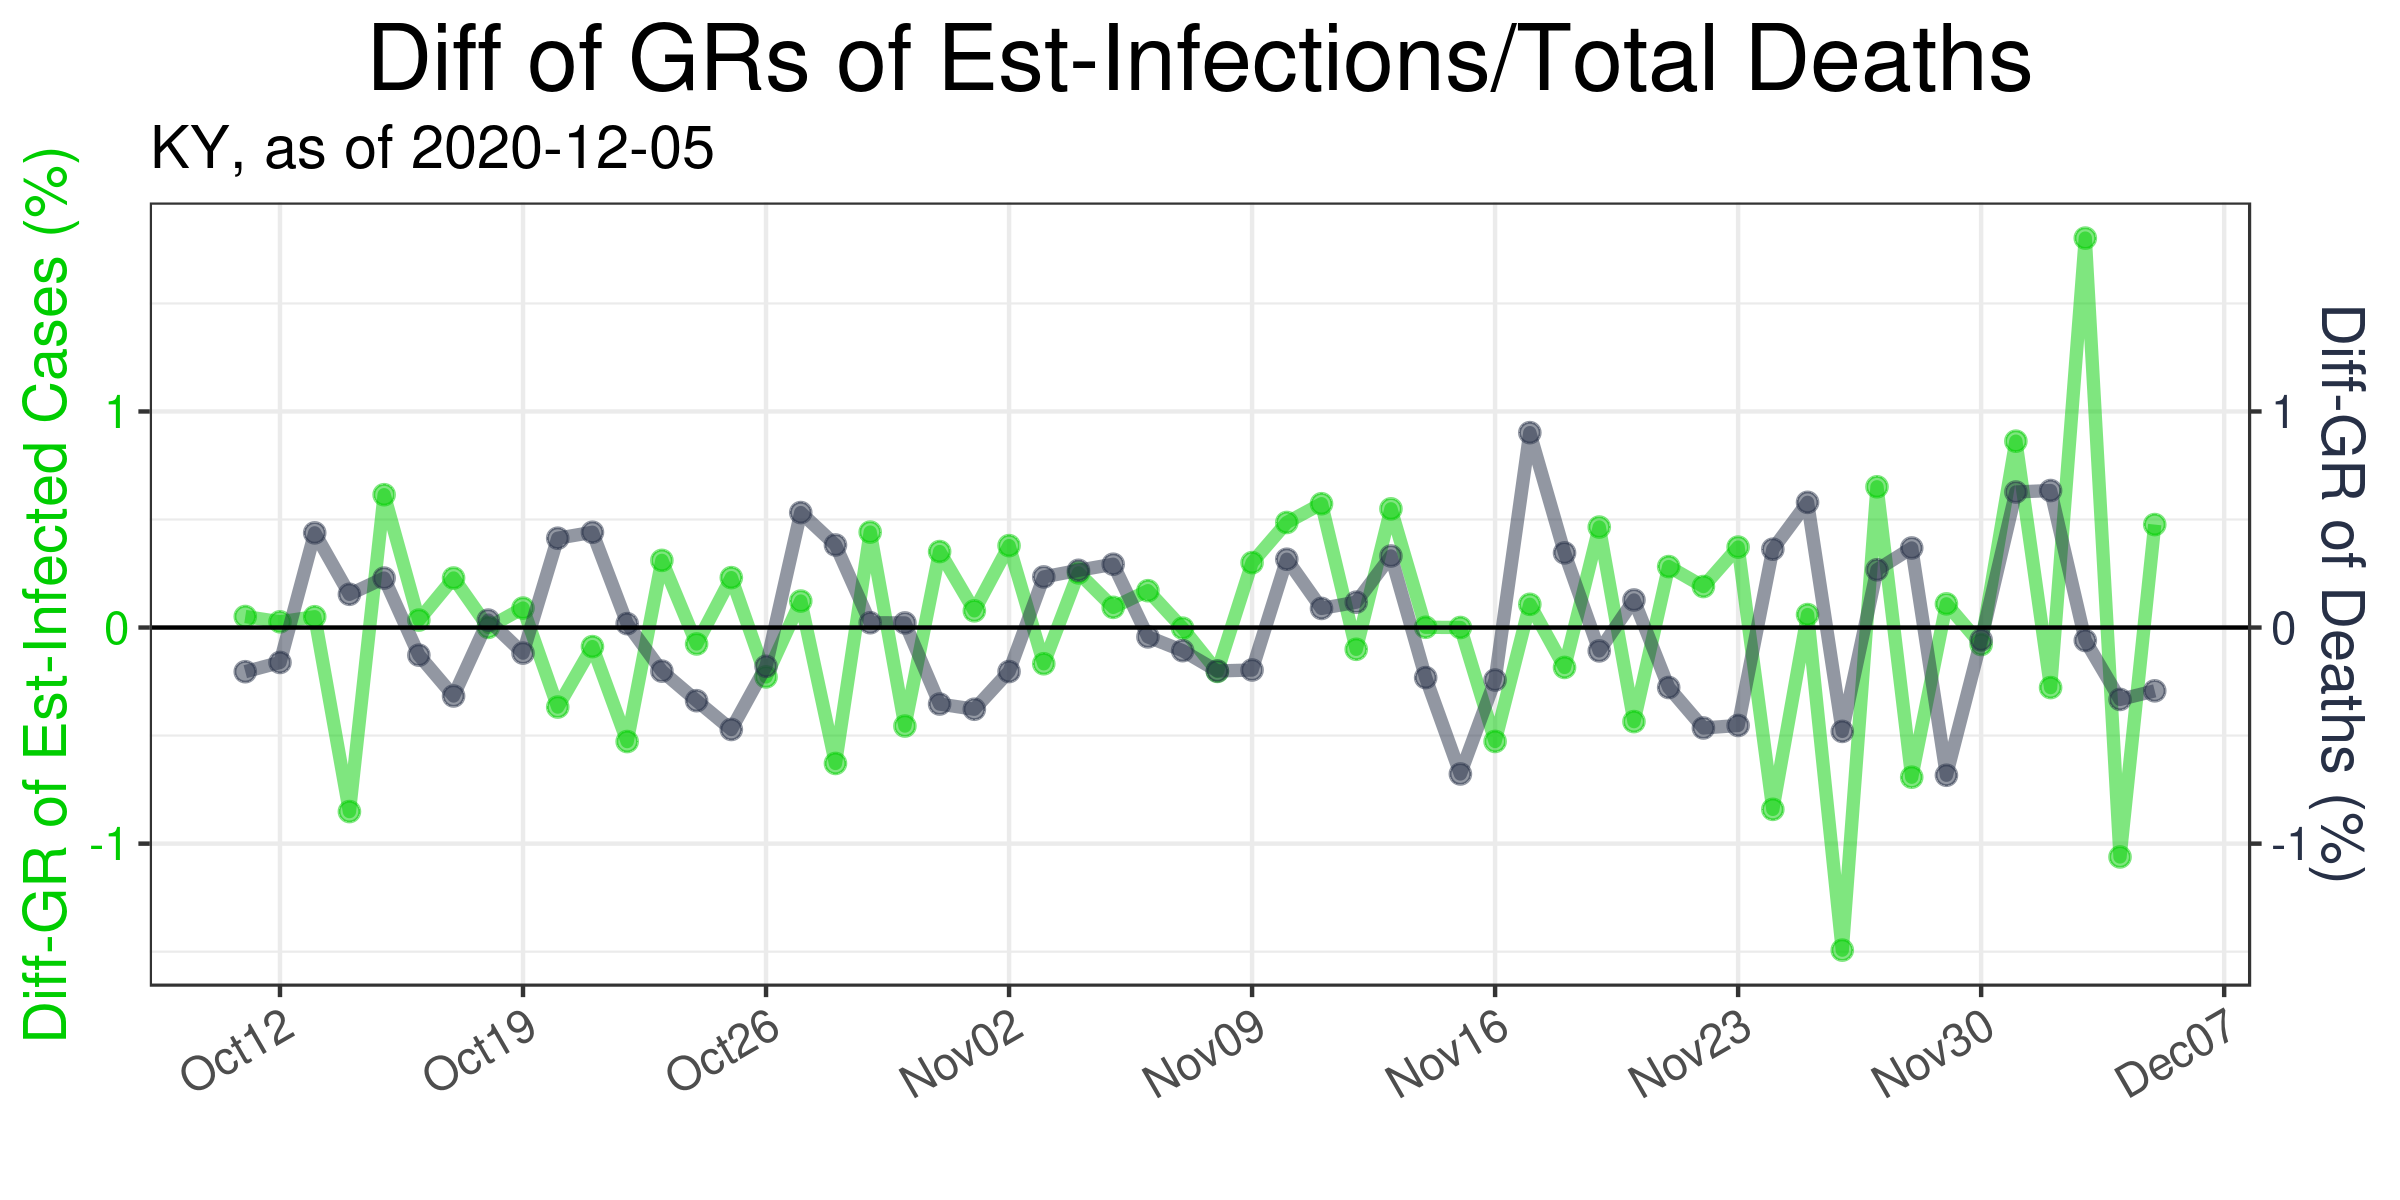 Diff of GRs of Est-Infections/Total Deaths
KY, as of 2020-12-05
Diff-GR of Est-Infected Cases (%)
1
0
-1
1
0
-1
Diff-GR of Deaths (%)
Oct12
Oct19
Oct26
Nov02
Nov09
Nov16
Nov23
Nov30
Dec07